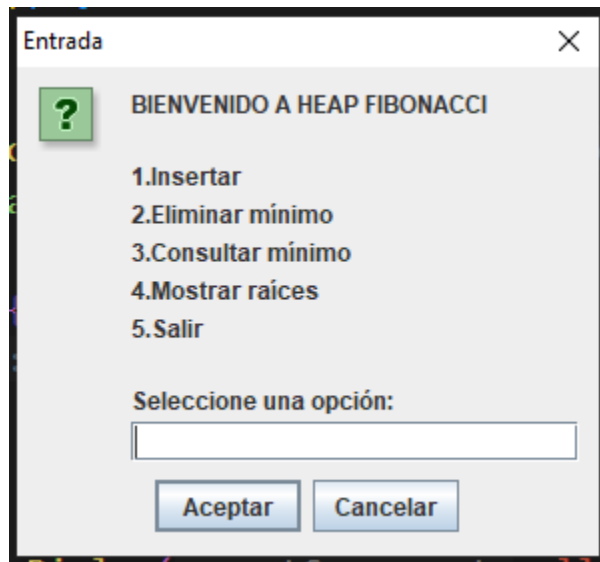 Entrada
BIENVENIDO A HEAP FIBONACCI
1.Insertar
2.Eliminar mínimo
3.Consultar mínimo
4.Mostrar raíces
5.Salir
Seleccione una opción:
Aceptar Cancelar